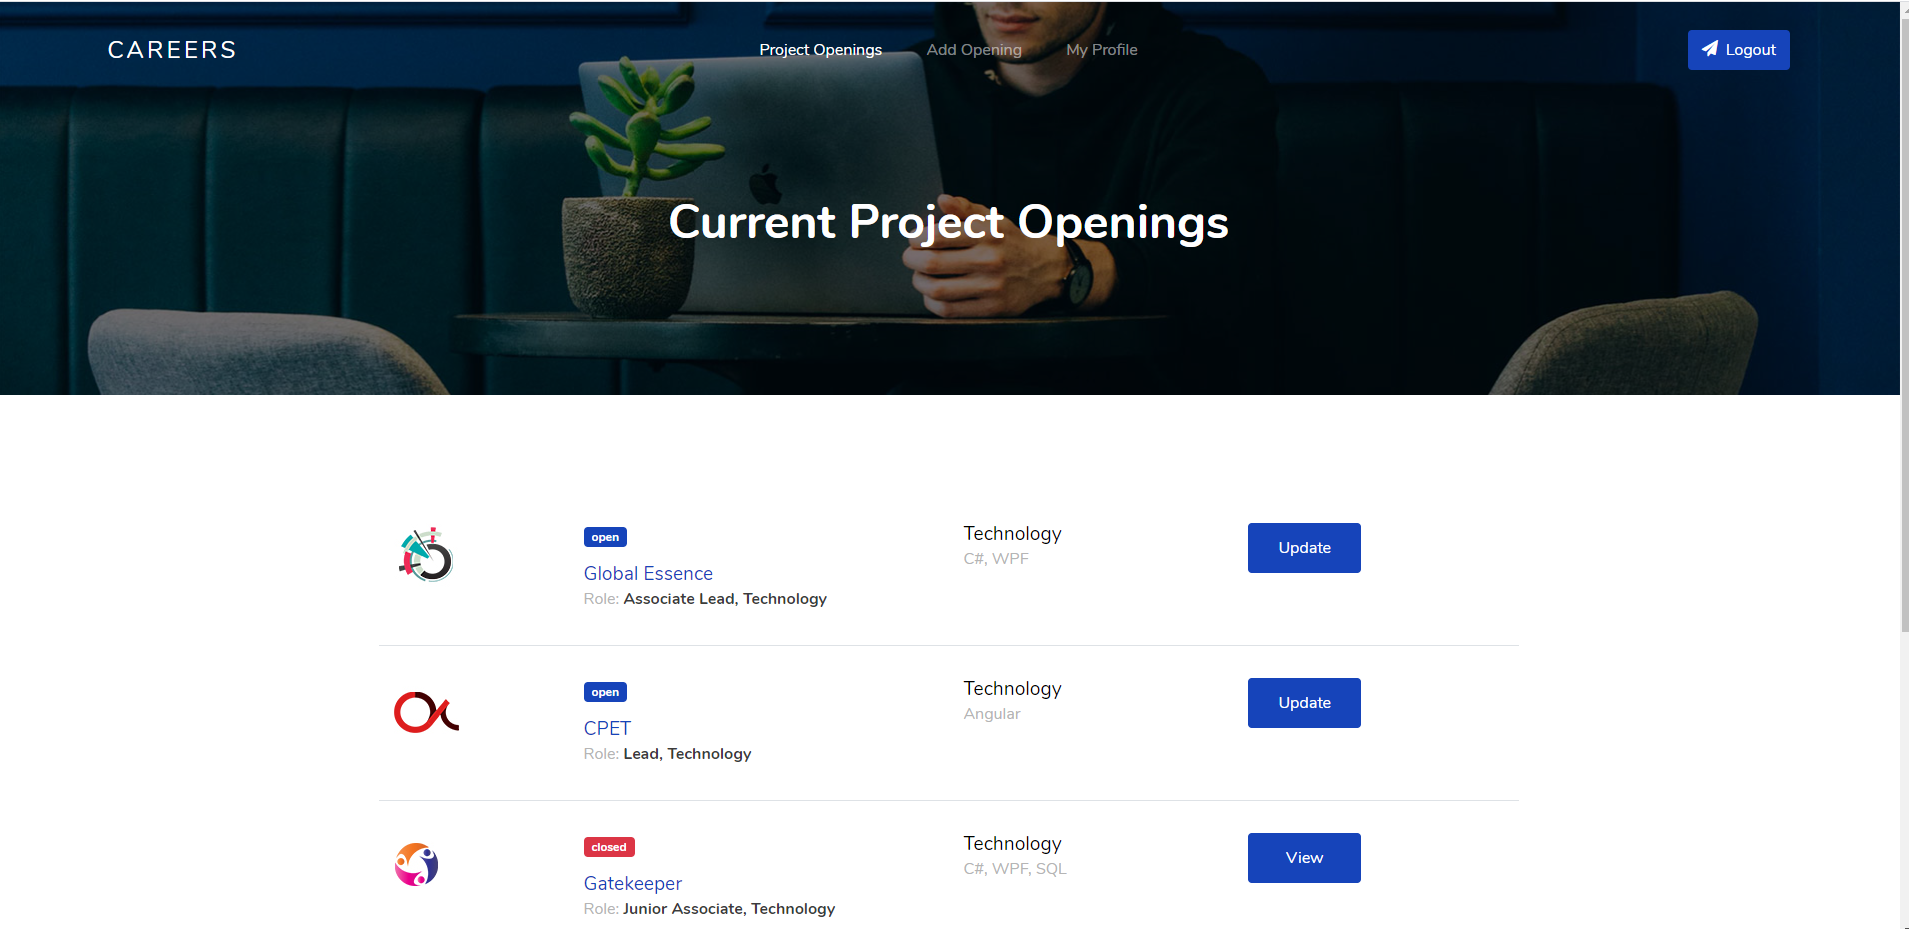 CAREERS
Project Openings
Add Opening
My Profile
Logout
Current Project Openings
open
Global Essence
Role: Associate Lead, Technology
Technology
C#, WPF
Update
open
CPET
Role: Lead, Technology
Technology
Angular
Update
closed
Gatekeeper
Role: Junior Associate, Technology
Technology
C#, WPF, SQL
View